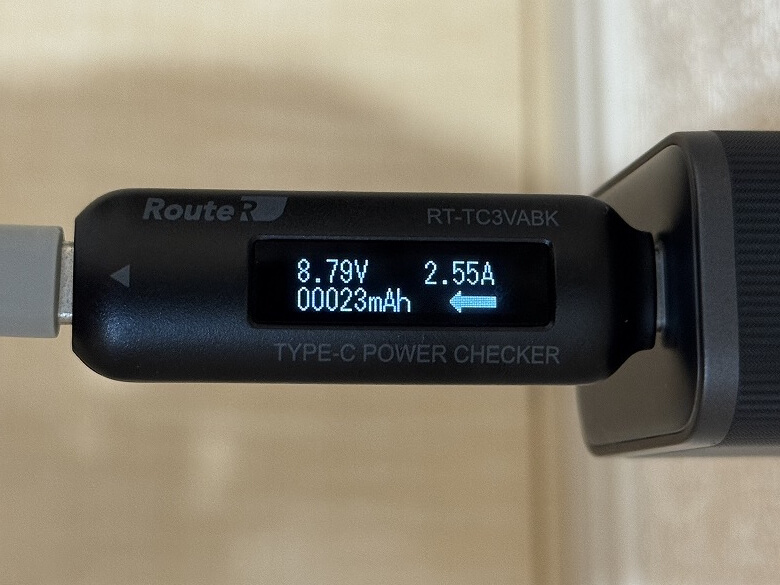 Route R RT-TC3VABK
8.79V 2.55A
00023mAh
TYPE-C POWER CHECKER